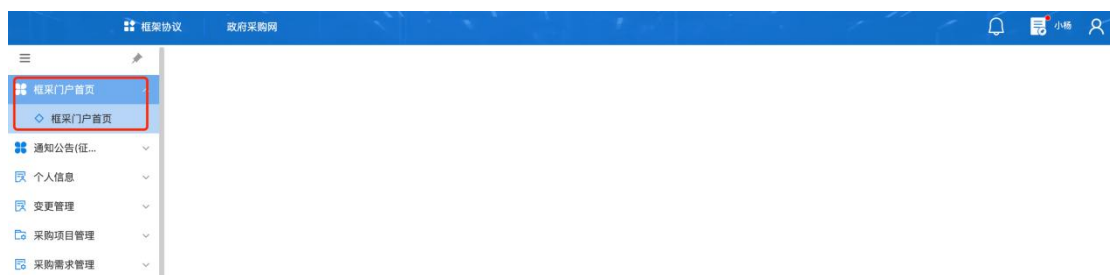 框架协议 政府采购网 小杨
框采门户首页
框采门户首页
通知公告(征...
个人信息
变更管理
采购项目管理
采购需求管理